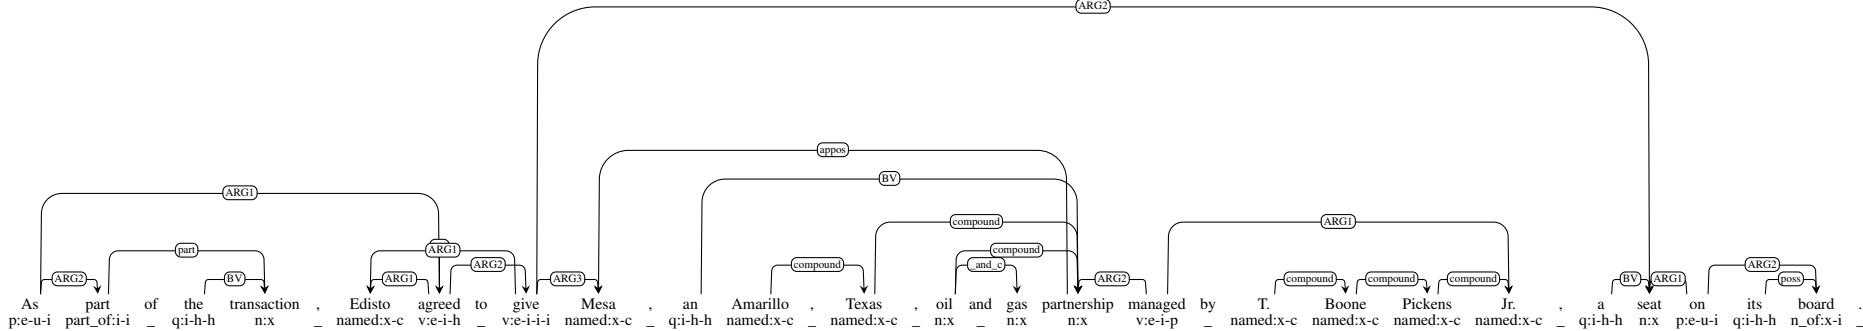 ARG2
appos
BV
ARG1
compound
ARG1
part
ARG1
compound
compound
_and_c
ARG2
ARG2
BV
ARG1
ARG2
ARG3
ARG2
compound
compound
compound
BV
ARG1
poss
As part of the transaction , Edisto agreed to give Mesa , an Amarillo , Texas , oil and gas partnership managed by T. Boone Pickens Jr. , a seat on its board .
p:e-u-i part_of:i-i _ q:i-h-h n:x _ named:x-c v:e-i-h _ v:e-i-i-i named:x-c _ q:i-h-h named:x-c _ named:x-c _ n:x _ n:x n:x v:e-i-p _ named:x-c named:x-c named:x-c named:x-c _ q:i-h-h n:x p:e-u-i q:i-h-h n_of:x-i _